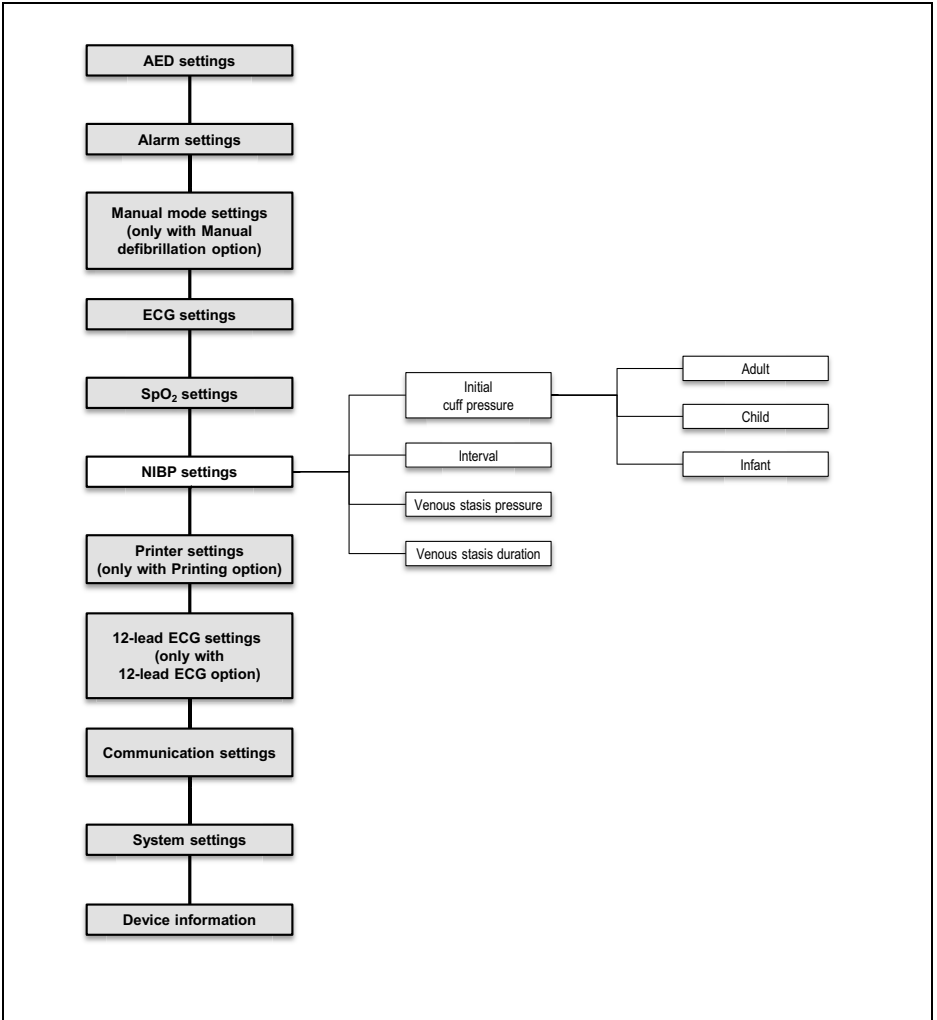 AED settings
Alarm settings
Manual mode settings
(only with Manual
defibrillation option)
ECG settings
SpO₂ settings
NIBP settings
Initial
cuff pressure
Interval
Venous stasis pressure
Venous stasis duration
Adult
Child
Infant
Printer settings
(only with Printing option)
12-lead ECG settings
(only with
12-lead ECG option)
Communication settings
System settings
Device information